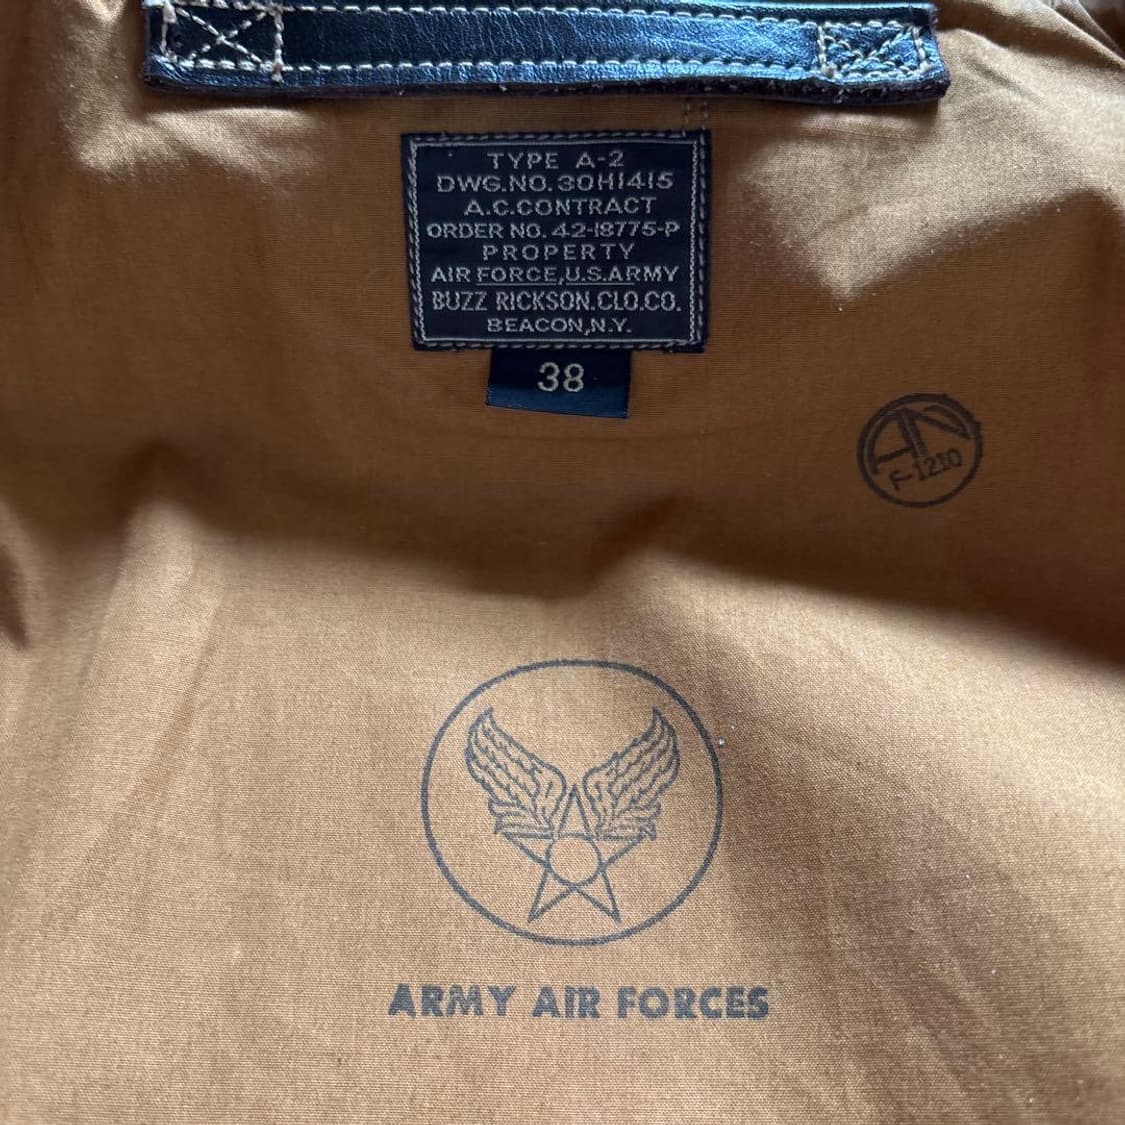 TYPE A-2
DWG.NO. 30H1415
A.C.CONTRACT
ORDER NO. 42-18775-P
PROPERTY
AIR FORCE,U.S.ARMY
BUZZ RICKSON.CLO.CO.
BEACON,N.Y.
38
AN
F-1210
ARMY AIR FORCES